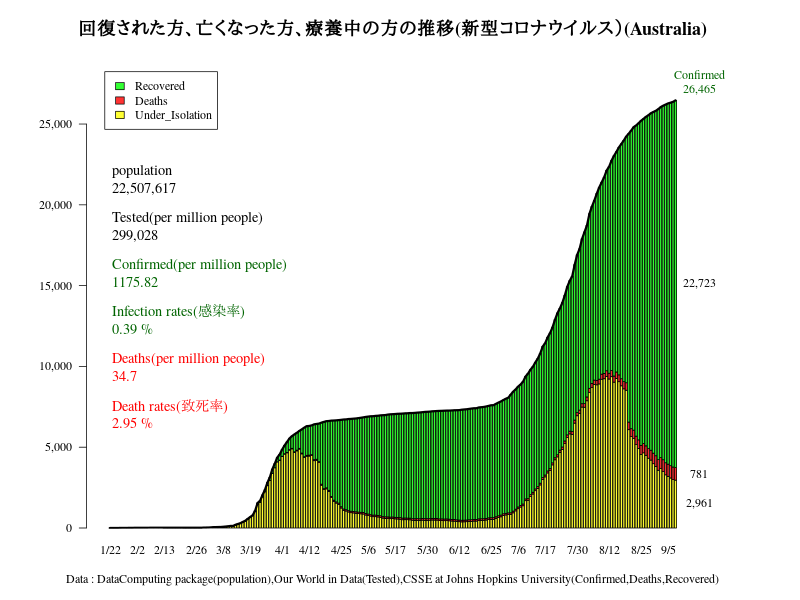 回復された方、亡くなった方、療養中の方の推移(新型コロナウイルス）(Australia)
Confirmed
26,465
Recovered
Deaths
Under_Isolation
25,000
population
22,507,617
20,000
Tested(per million people)
299,028
Confirmed(per million people)
1175.82
15,000
22,723
Infection rates(感染率)
0.39 %
Deaths(per million people)
34.7
10,000
Death rates(致死率)
2.95 %
5,000
781
2,961
0
1/22 2/2 2/13 2/26 3/8 3/19 4/1 4/12 4/25 5/6 5/17 5/30 6/12 6/25 7/6 7/17 7/30 8/12 8/25 9/5
Data : DataComputing package(population),Our World in Data(Tested),CSSE at Johns Hopkins University(Confirmed,Deaths,Recovered)